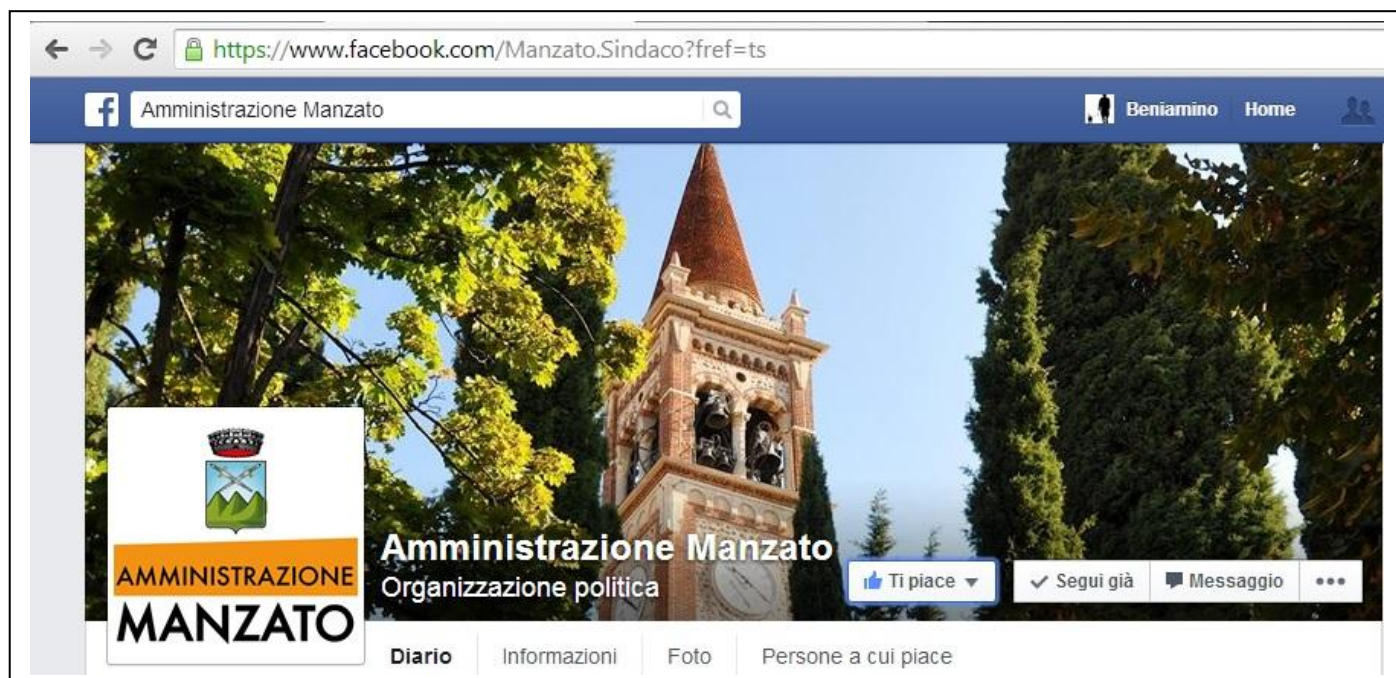 https://www.facebook.com/Manzato.Sindaco?fref=ts
f Amministrazione Manzato Beniamino Home
AMMINISTRAZIONE
MANZATO
Amministrazione Manzato
Organizzazione politica
Ti piace Segui già Messaggio
Diario Informazioni Foto Persone a cui piace